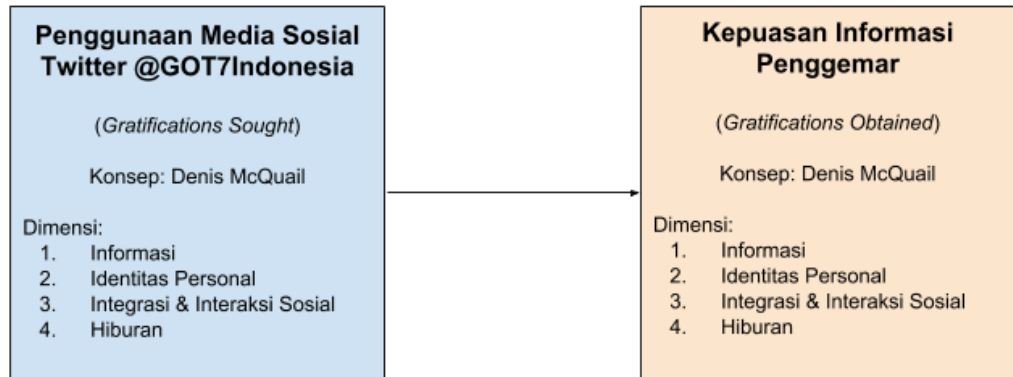 Penggunaan Media Sosial
Twitter @GOT7Indonesia
(Gratifications Sought)
Konsep: Denis McQuail
Dimensi:
1. Informasi
2. Identitas Personal
3. Integrasi & Interaksi Sosial
4. Hiburan
Kepuasan Informasi
Penggemar
(Gratifications Obtained)
Konsep: Denis McQuail
Dimensi:
1. Informasi
2. Identitas Personal
3. Integrasi & Interaksi Sosial
4. Hiburan